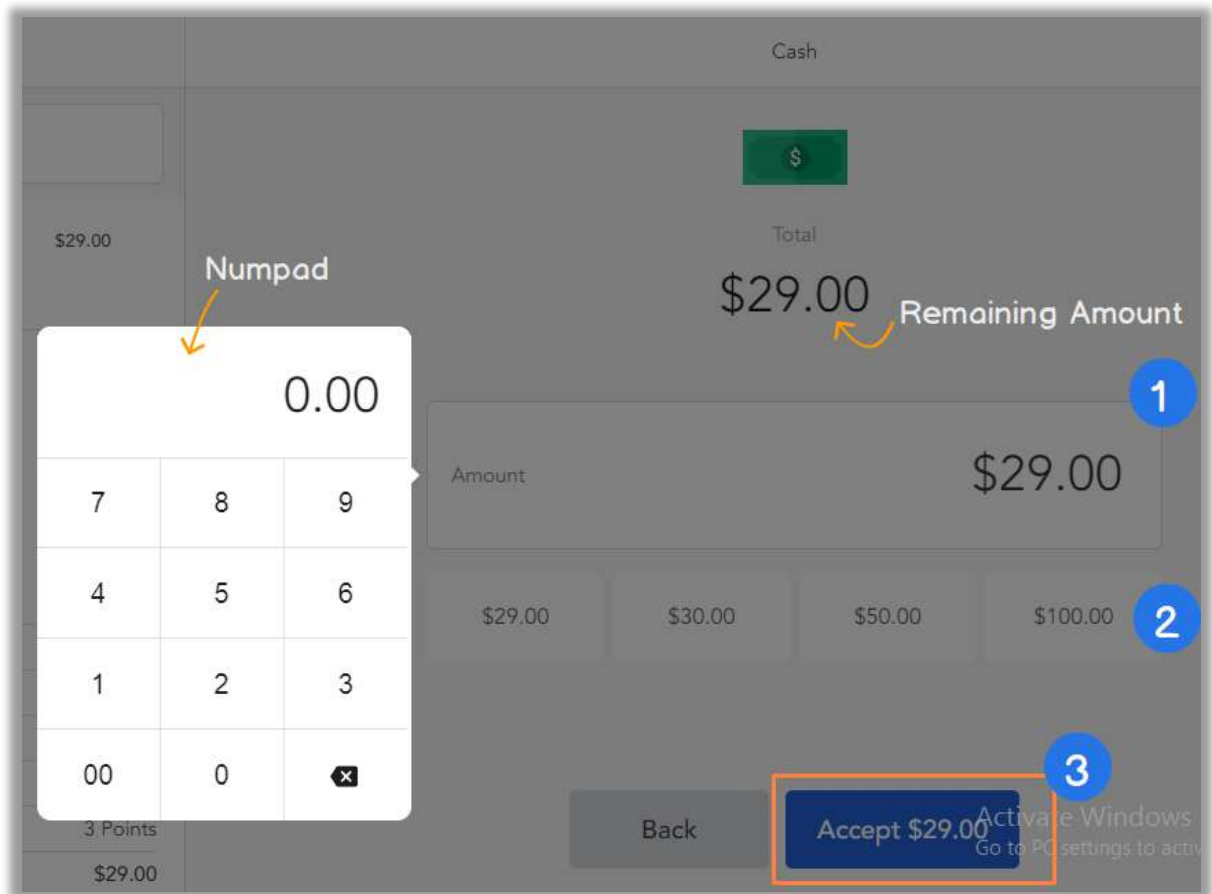 Cash
$
$29.00
Total
Numpad
$29.00
Remaining Amount
0.00
1
Amount
$29.00
7 8 9
4 5 6
$29.00 $30.00 $50.00 $100.00
2
1 2 3
00 0
3
3 Points
Back
Accept $29.00
Activate Windows
Go to PC settings to activ
$29.00